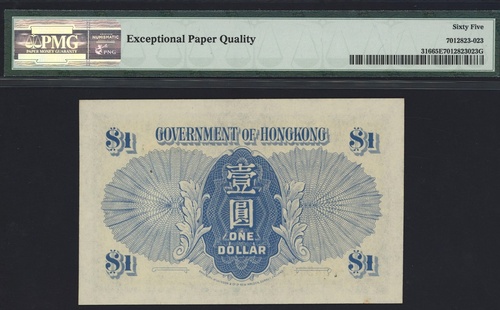 PMG
PAPER MONEY GUARANTY
PNG
Exceptional Paper Quality
Sixty Five
7012823-023
31665E7012823023G
$1
GOVERNMENT OF HONGKONG
$1
壹
圓
ONE
DOLLAR
$1
$1